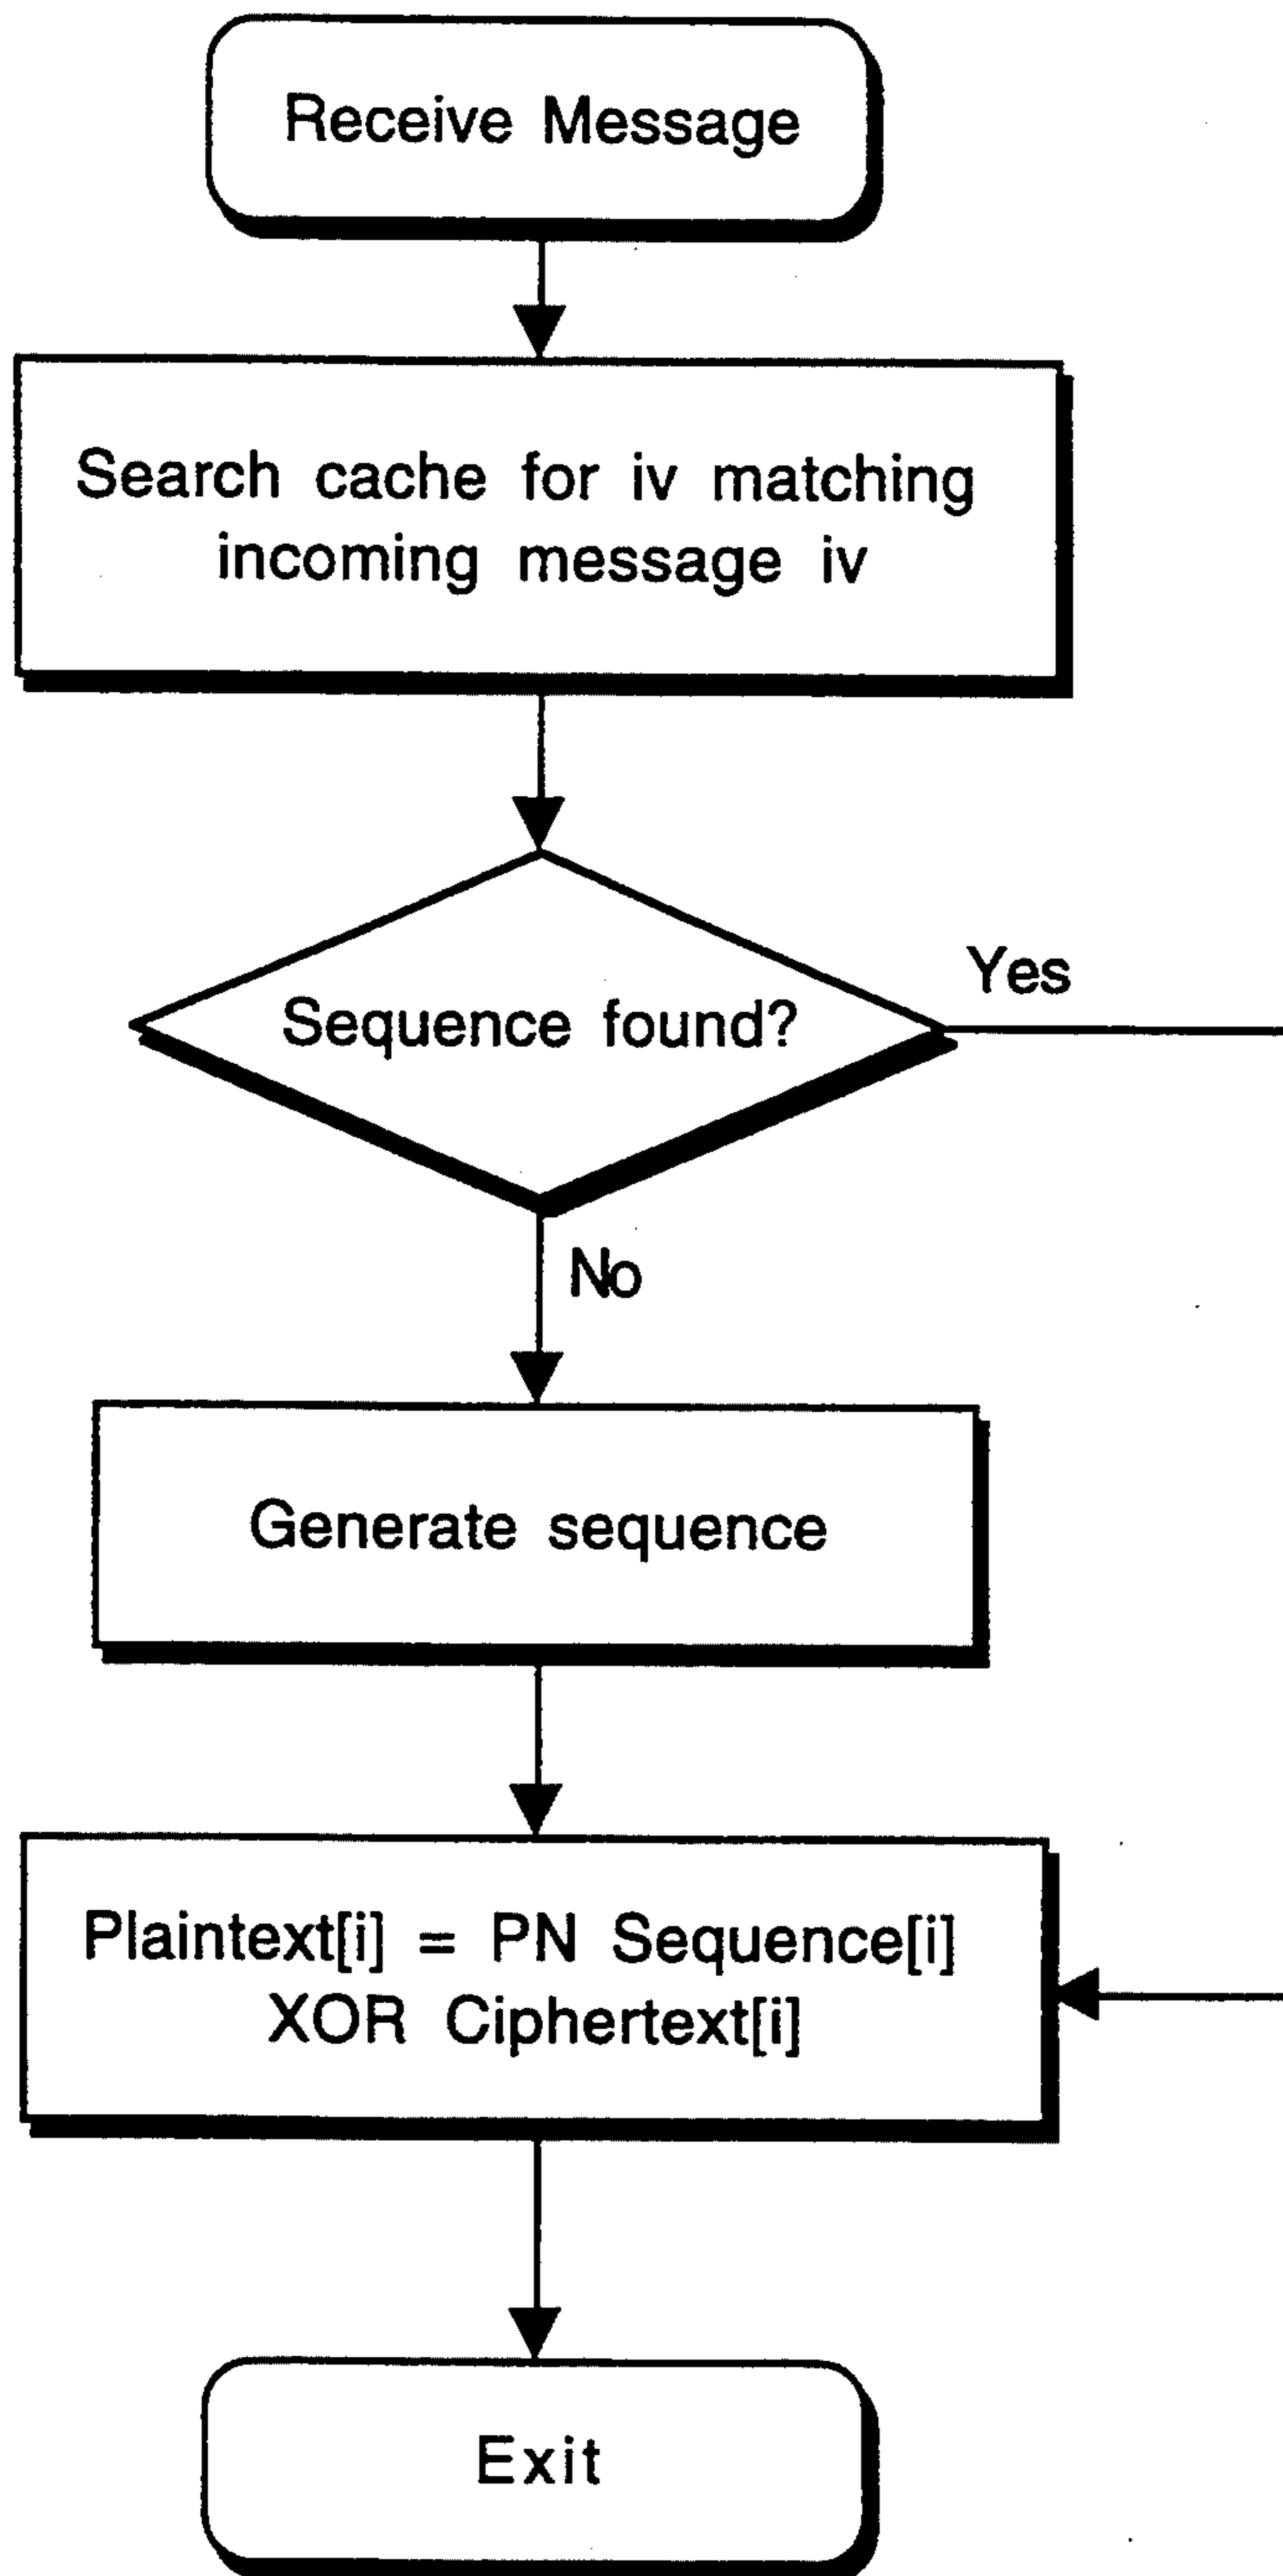 Receive Message
Search cache for iv matching
incoming message iv
Sequence found?
Yes
No
Generate sequence
Plaintext[i] = PN Sequence[i]
XOR Ciphertext[i]
Exit